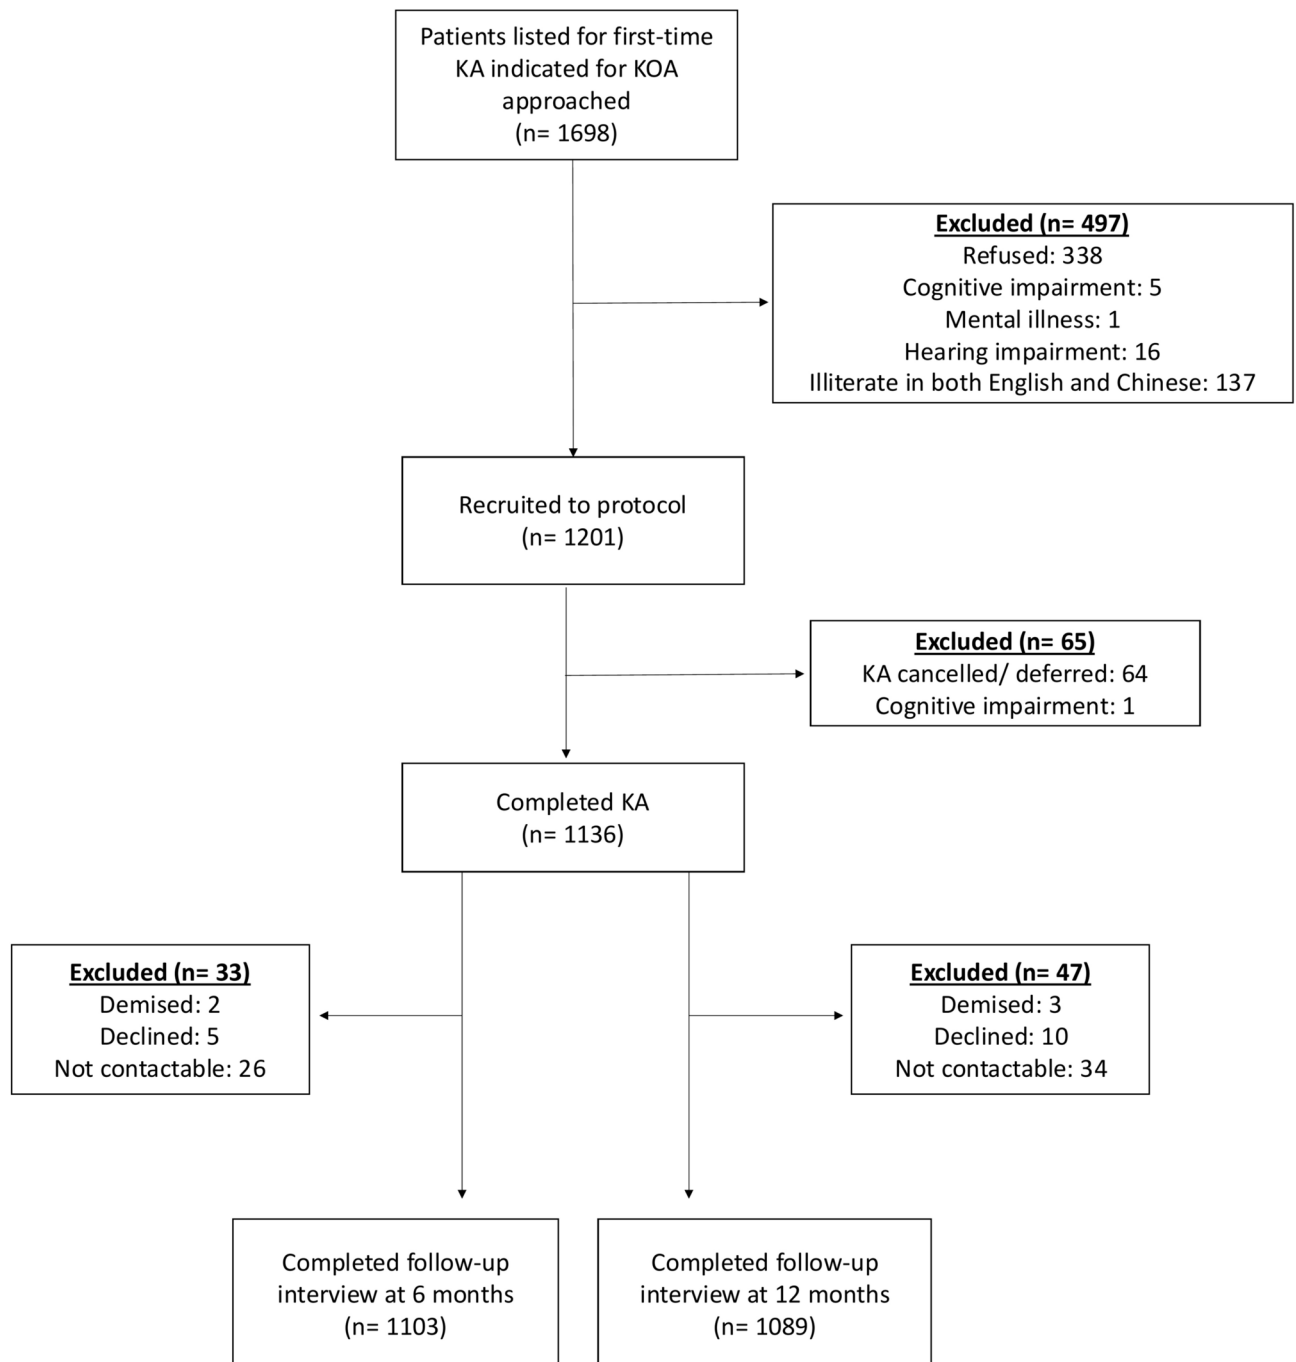 Patients listed for first-time
KA indicated for KOA
approached
(n= 1698)
Excluded (n= 497)
Refused: 338
Cognitive impairment: 5
Mental illness: 1
Hearing impairment: 16
Illiterate in both English and Chinese: 137
Recruited to protocol
(n= 1201)
Excluded (n= 65)
KA cancelled/ deferred: 64
Cognitive impairment: 1
Completed KA
(n= 1136)
Excluded (n= 33)
Demised: 2
Declined: 5
Not contactable: 26
Excluded (n= 47)
Demised: 3
Declined: 10
Not contactable: 34
Completed follow-up
interview at 6 months
(n= 1103)
Completed follow-up
interview at 12 months
(n= 1089)